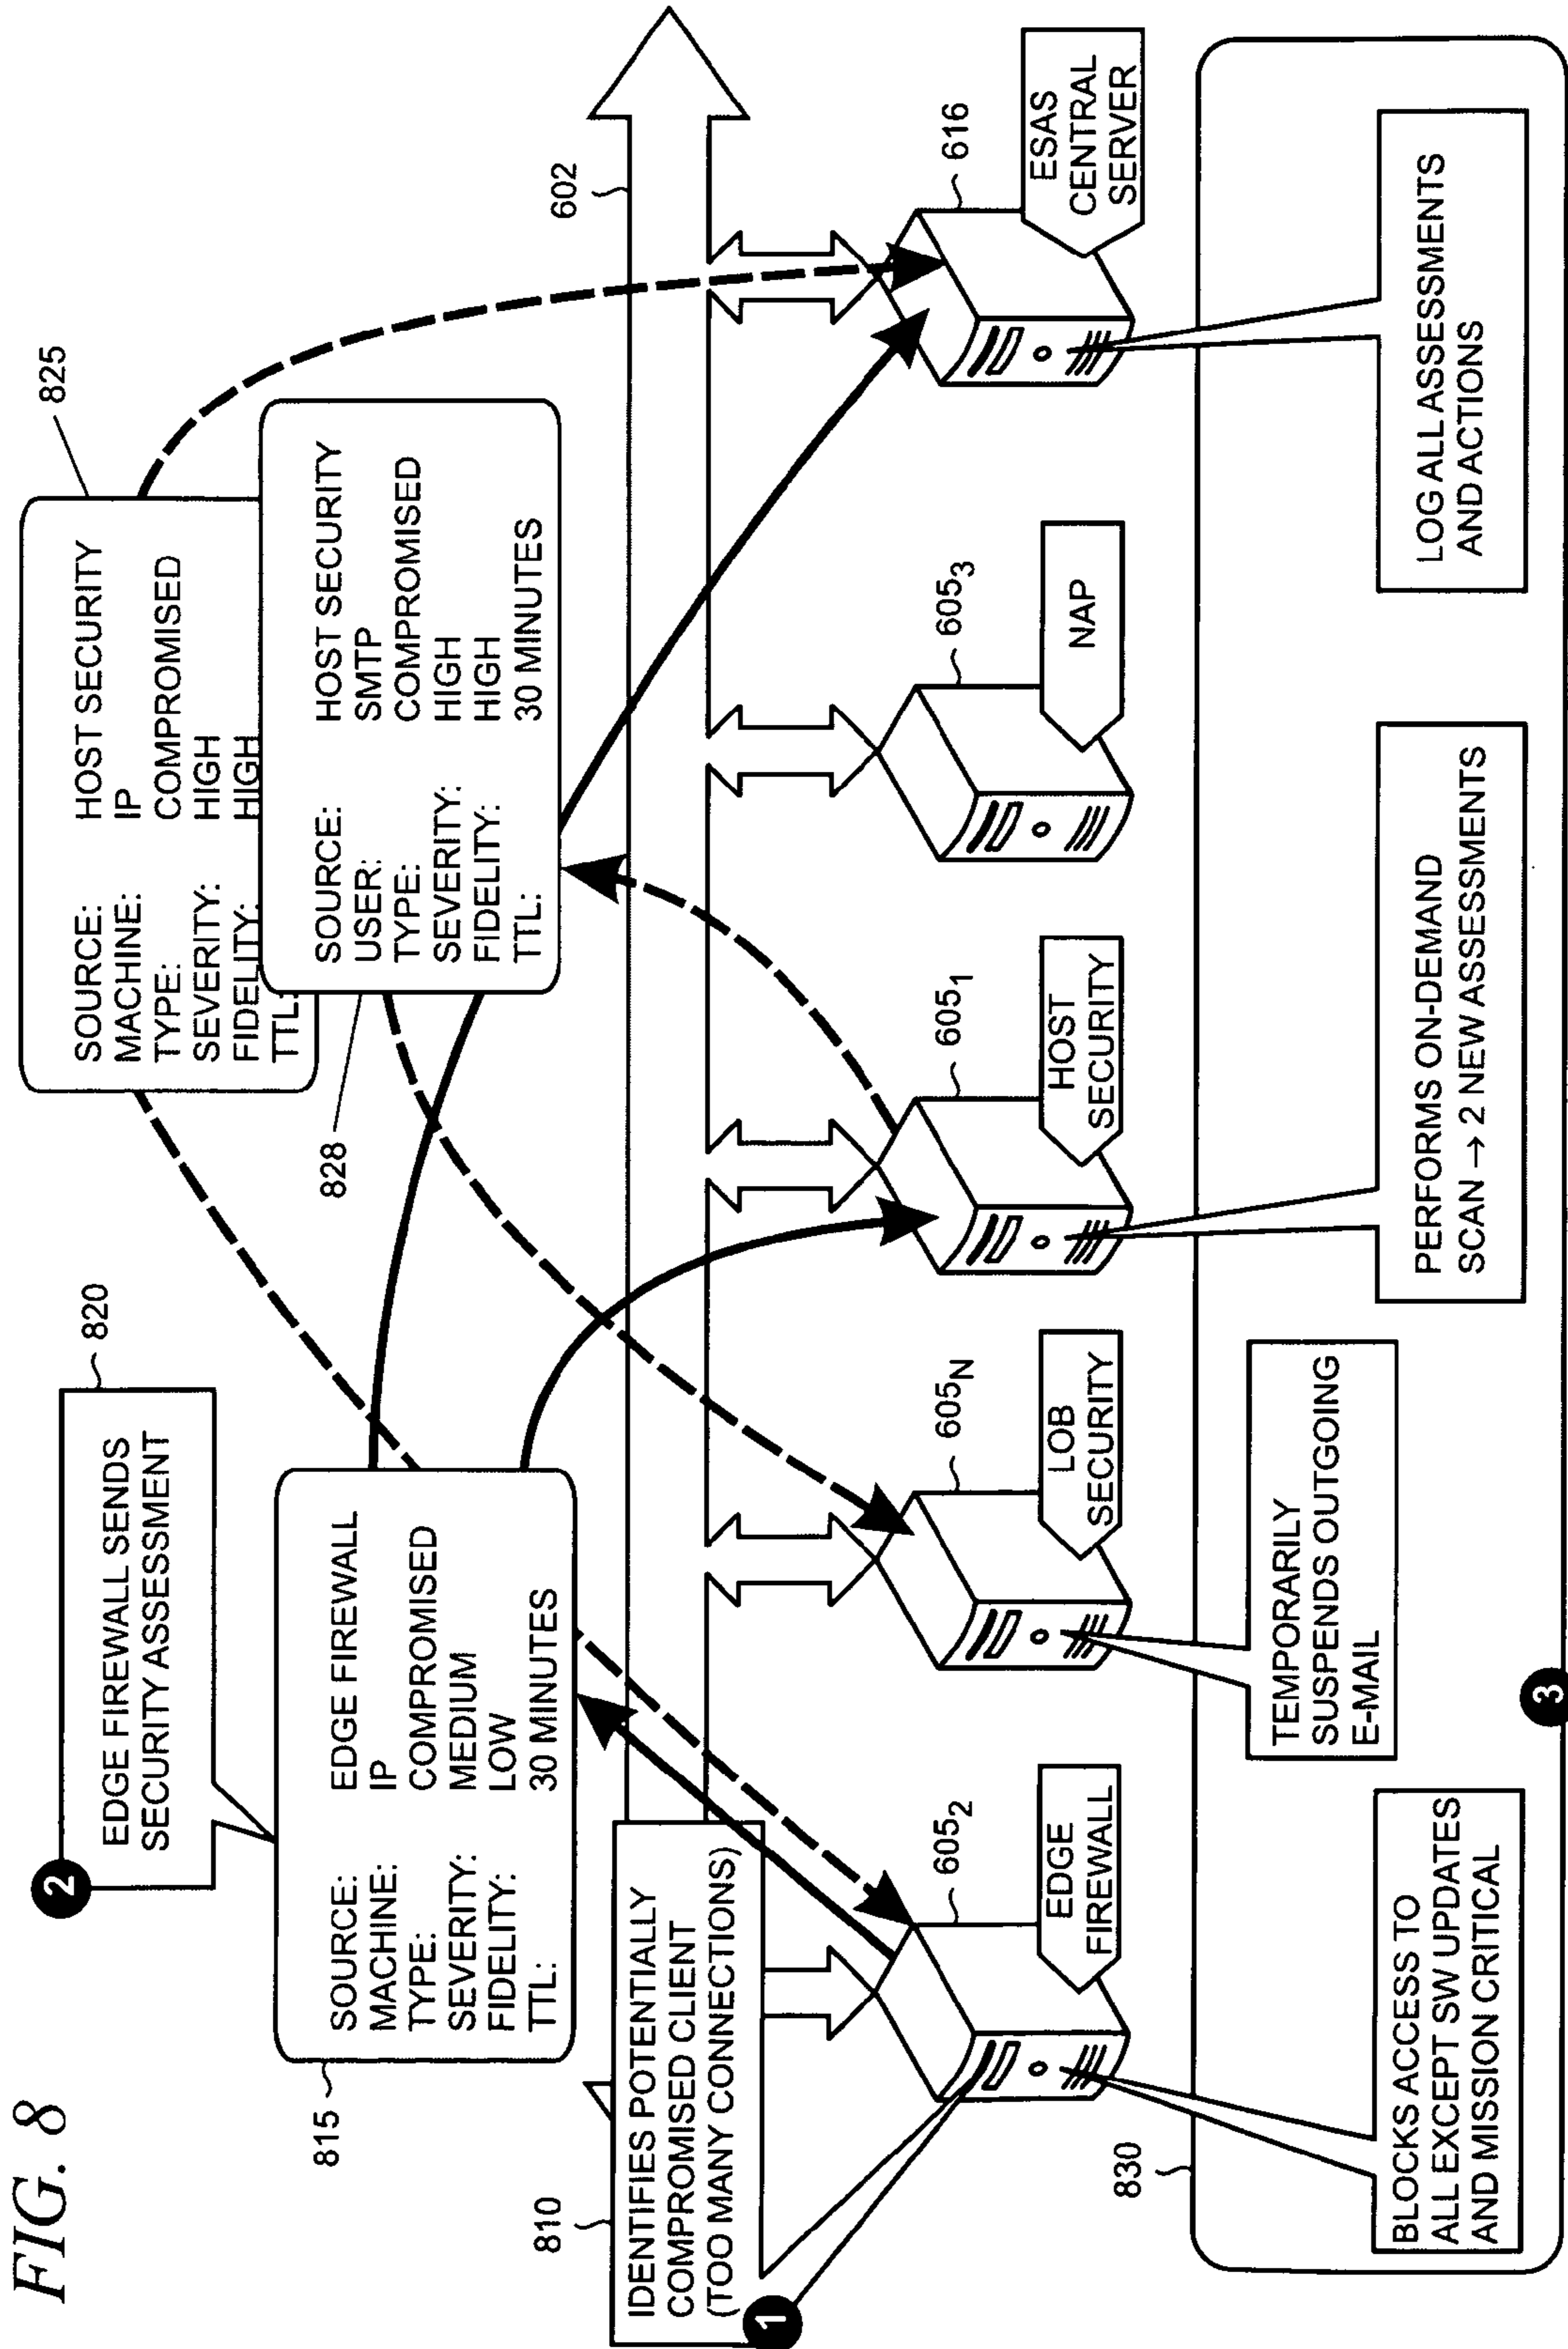 FIG. 8
2
EDGE FIREWALL SENDS
SECURITY ASSESSMENT
820
815
SOURCE: EDGE FIREWALL
MACHINE: IP
TYPE: COMPROMISED
SEVERITY: MEDIUM
FIDELITY: LOW
TTL: 30 MINUTES
825
SOURCE: HOST SECURITY
MACHINE: IP
TYPE: COMPROMISED
SEVERITY: HIGH
FIDELITY: HIGH
TTL:
828
SOURCE: HOST SECURITY
USER: SMTP
TYPE: COMPROMISED
SEVERITY: HIGH
FIDELITY: HIGH
TTL: 30 MINUTES
602
810
IDENTIFIES POTENTIALLY
COMPROMISED CLIENT
(TOO MANY CONNECTIONS)
1
605₂
EDGE
FIREWALL
605N
LOB
SECURITY
605₁
HOST
SECURITY
605₃
NAP
616
ESAS
CENTRAL
SERVER
830
BLOCKS ACCESS TO
ALL EXCEPT SW UPDATES
AND MISSION CRITICAL
TEMPORARILY
SUSPENDS OUTGOING
E-MAIL
PERFORMS ON-DEMAND
SCAN → 2 NEW ASSESSMENTS
LOG ALL ASSESSMENTS
AND ACTIONS
3